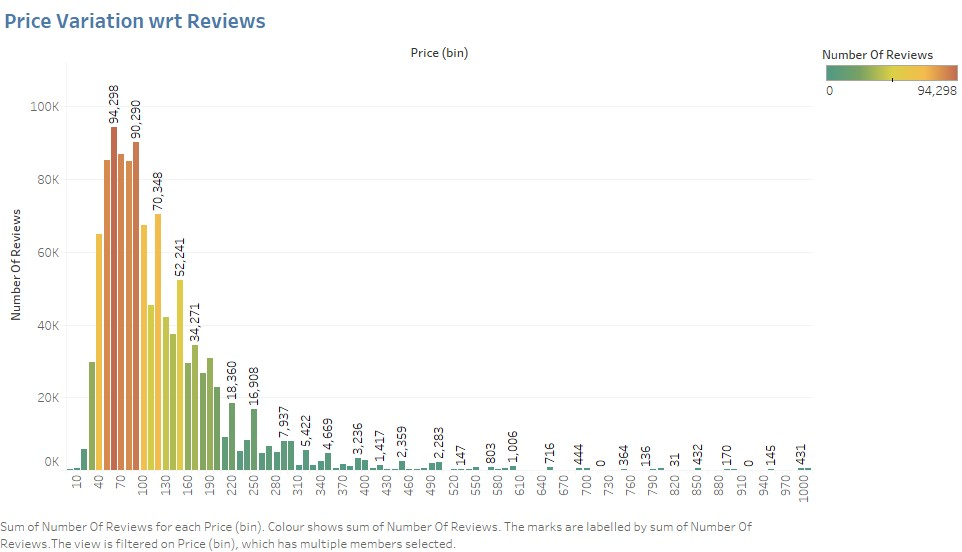 Price Variation wrt Reviews
Price (bin)
Number Of Reviews
0 94,298
100K
80K
60K
40K
20K
0K
Number Of Reviews
94,298
90,290
70,348
52,241
34,271
18,360
16,908
7,937
5,422
4,669
3,236
1,417
2,359
2,283
147
803
1,006
716
444
0
364
136
31
432
170
0
145
431
10 40 70 100 130 160 190 220 250 280 310 340 370 400 430 460 490 520 550 580 610 640 670 700 730 760 790 820 850 880 910 940 970 1000
Sum of Number Of Reviews for each Price (bin). Colour shows sum of Number Of Reviews. The marks are labelled by sum of Number Of
Reviews.The view is filtered on Price (bin), which has multiple members selected.